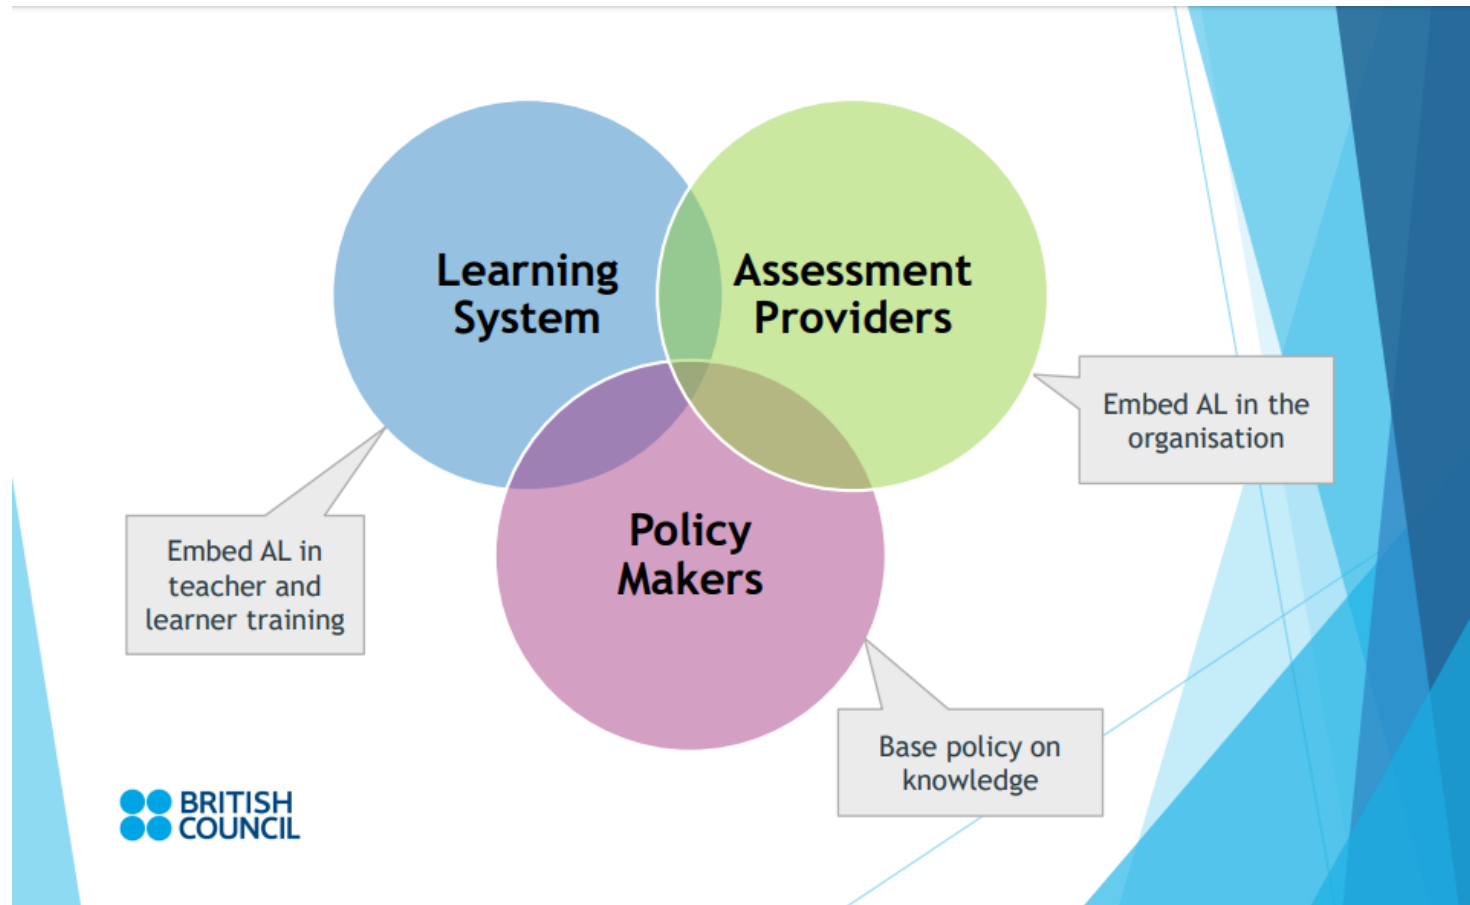 Learning
System
Assessment
Providers
Embed AL in the
organisation
Policy
Makers
Embed AL in
teacher and
learner training
Base policy on
knowledge
BRITISH
COUNCIL